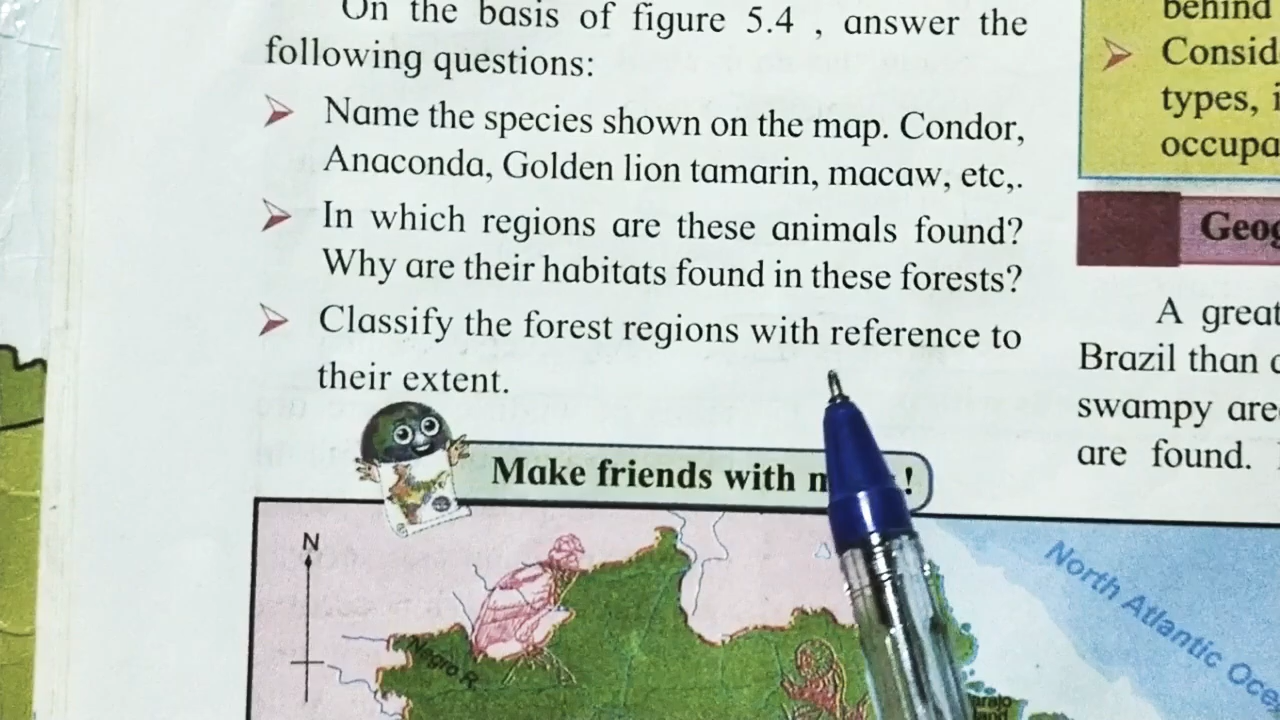 On the basis of figure 5.4 , answer the
following questions:
Name the species shown on the map. Condor,
Anaconda, Golden lion tamarin, macaw, etc,.
In which regions are these animals found?
Why are their habitats found in these forests?
Classify the forest regions with reference to
their extent.
Make friends with !
N
Negro R.
North Atlantic
behind
Consid
types, i
occupa
Geog
A great
Brazil than
swampy are
are found.